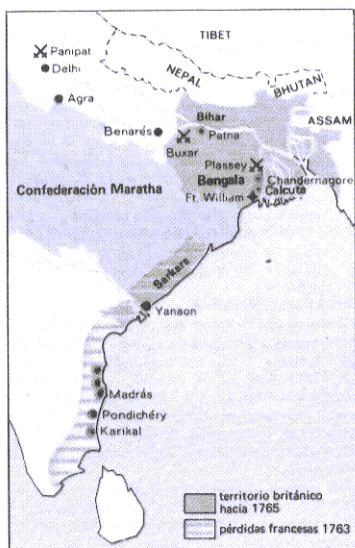 TIBET
Panipat
Delhi
NEPAL
BHUTAN
Agra
Bihar
ASSAM
Benarés
Patna
Buxar
Plassey
Bangala
Chandernagore
Confederación Maratha
Ft. William
Calcuta
Sarkars
Yanaon
Madrás
Pondichéry
Karikal
territorio británico
hacia 1765
pérdidas francesas 1763